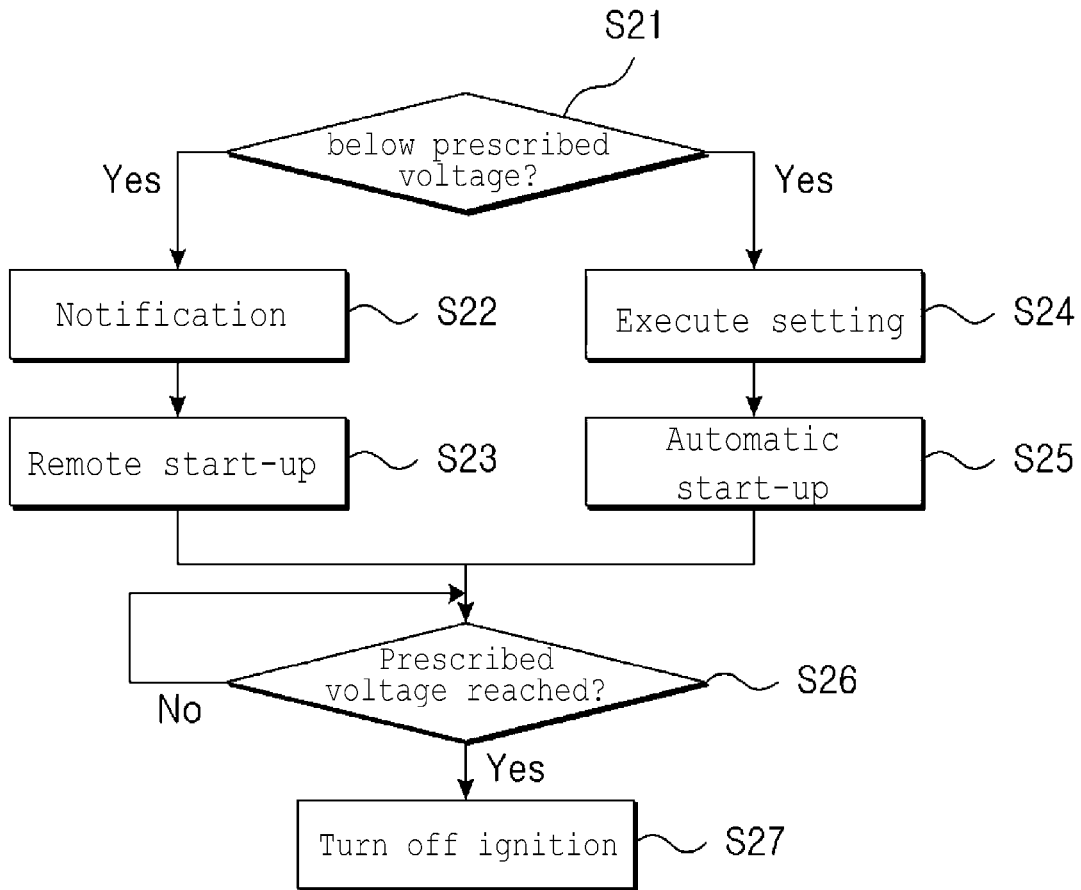 S21
below prescribed
voltage?
Yes
Yes
Notification
S22
Execute setting
S24
Remote start-up
S23
Automatic
start-up
S25
Prescribed
voltage reached?
S26
No
Yes
Turn off ignition
S27